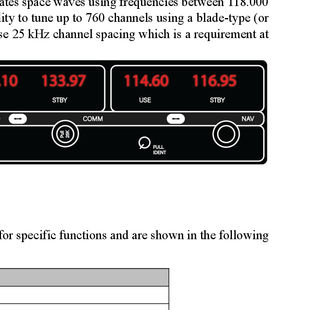 ates space waves using frequencies between 118.000
lity to tune up to 760 channels using a blade-type (or
se 25 kHz channel spacing which is a requirement at
.10 133.97 114.60 116.95
STBY USE STBY
COMM NAV
PULL
IDENT
for specific functions and are shown in the following